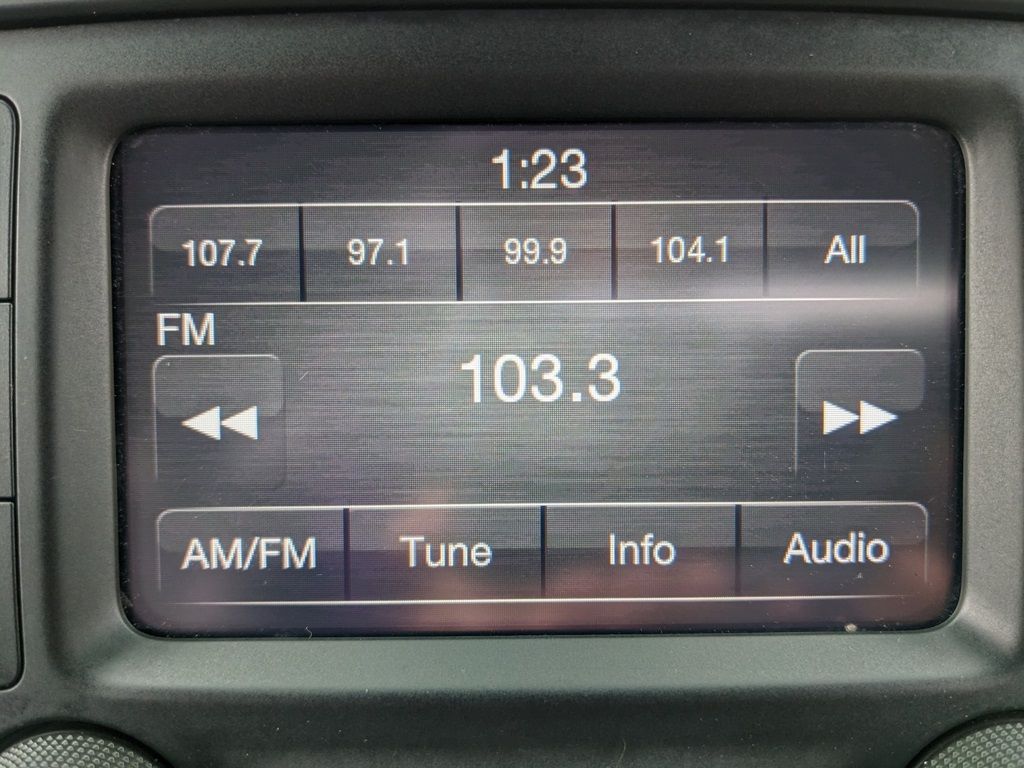 1:23
107.7 97.1 99.9 104.1 All
FM
103.3
AM/FM Tune Info Audio